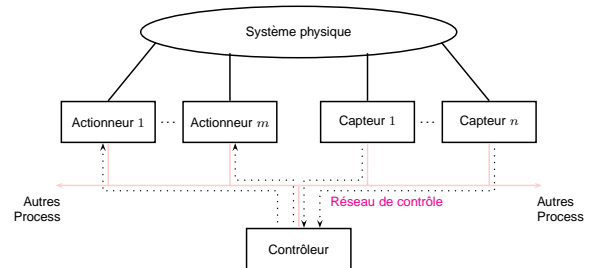 Système physique
Actionneur 1 ... Actionneur m Capteur 1 ... Capteur n
Réseau de contrôle
Autres Process
Autres Process
Contrôleur